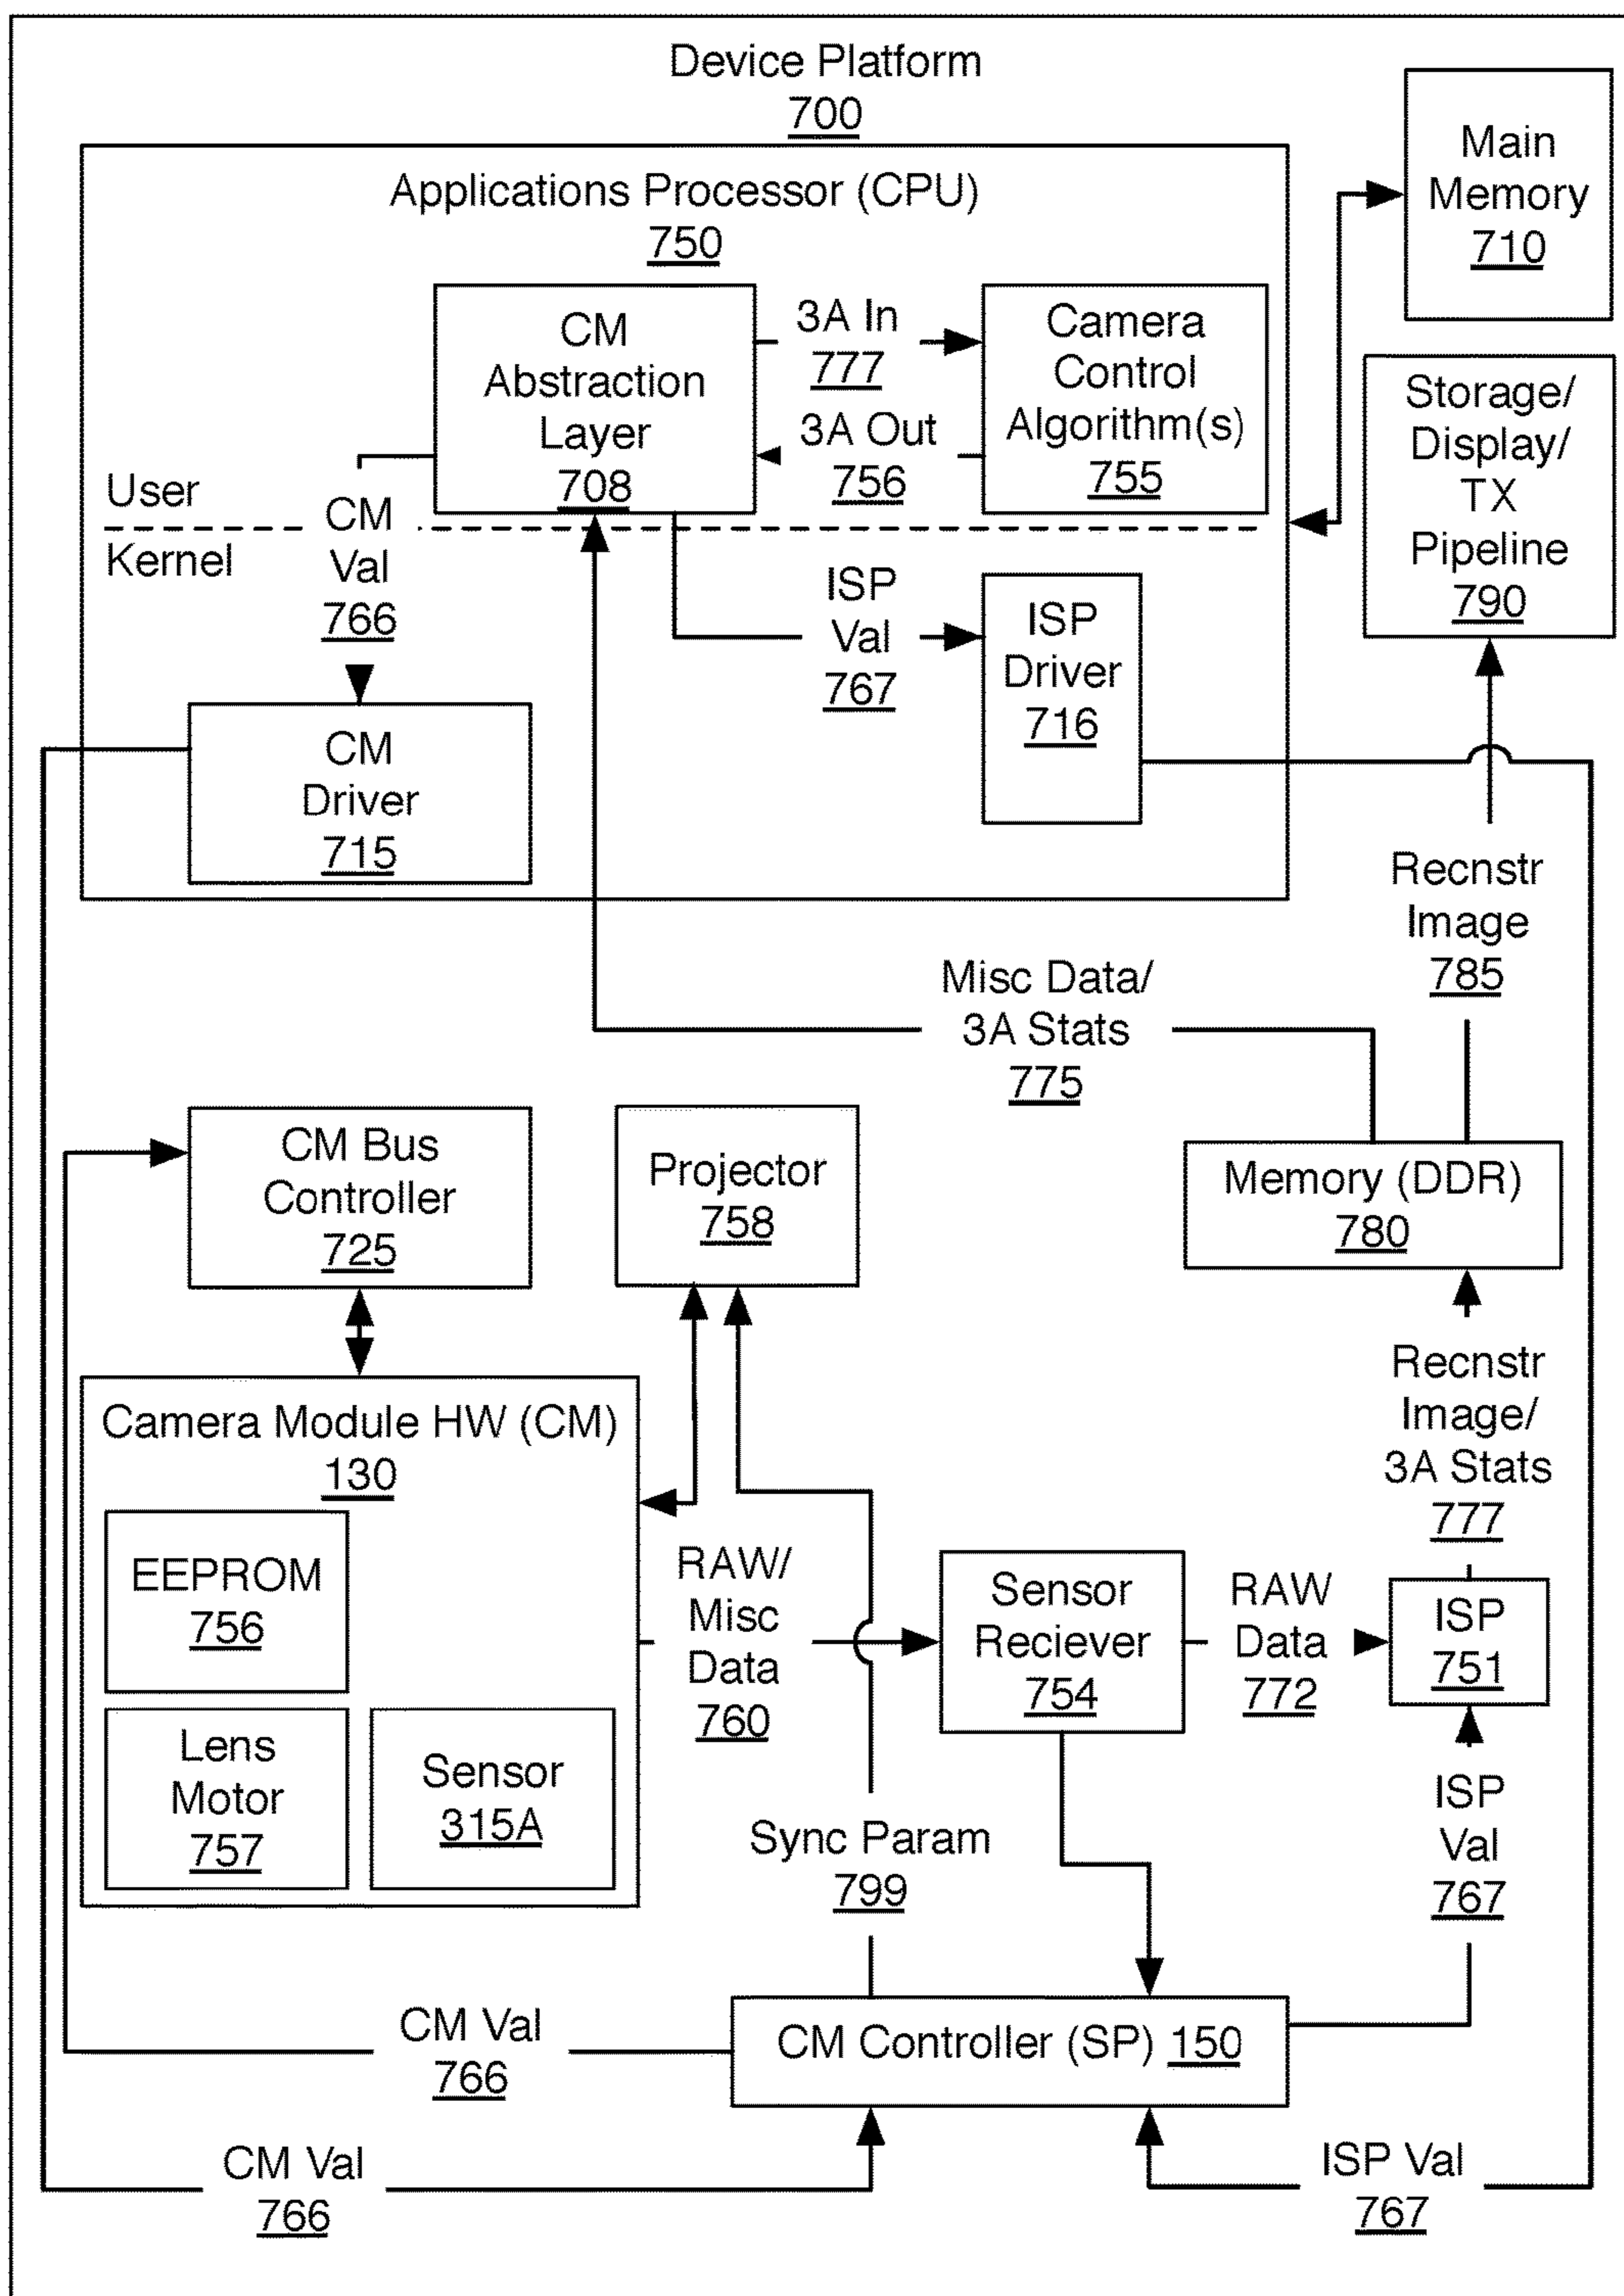 Device Platform
700
Applications Processor (CPU)
750
Main
Memory
710
CM
Abstraction
Layer
708
3A In
777
3A Out
756
Camera
Control
Algorithm(s)
755
Storage/
Display/
TX
Pipeline
790
User
Kernel
CM
Val
766
ISP
Val
767
ISP
Driver
716
CM
Driver
715
Recnstr
Image
785
Misc Data/
3A Stats
775
CM Bus
Controller
725
Projector
758
Memory (DDR)
780
Camera Module HW (CM)
130
EEPROM
756
Lens
Motor
757
Sensor
315A
RAW/
Misc
Data
760
Sensor
Reciever
754
RAW
Data
772
Recnstr
Image/
3A Stats
777
ISP
751
Sync Param
799
ISP
Val
767
CM Val
766
CM Controller (SP) 150
CM Val
766
ISP Val
767